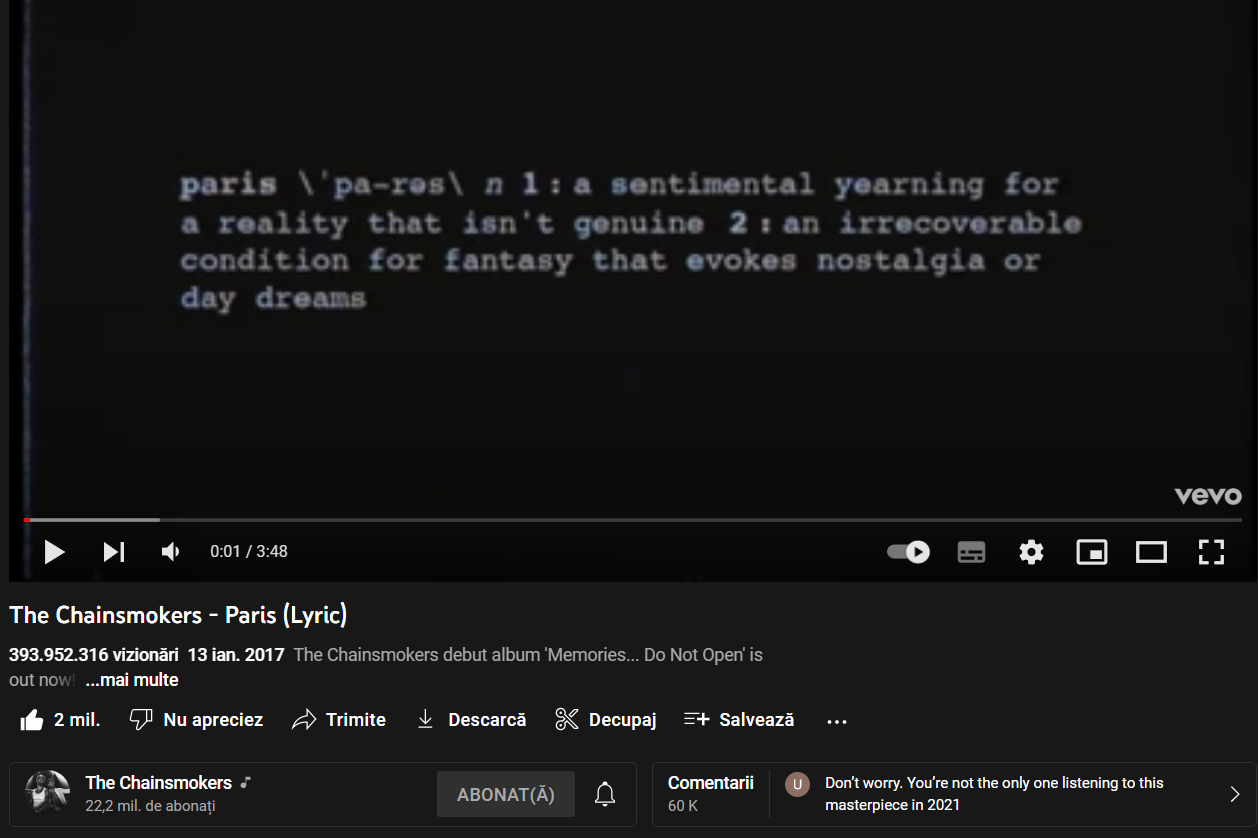 paris \ˈpa-rəs\ n 1 : a sentimental yearning for
a reality that isn't genuine 2 : an irrecoverable
condition for fantasy that evokes nostalgia or
day dreams
vevo
0:01 / 3:48
The Chainsmokers - Paris (Lyric)
393.952.316 vizionări 13 ian. 2017 The Chainsmokers debut album 'Memories... Do Not Open' is
out now! ...mai multe
2 mil. Nu apreciez Trimite Descarcă Decupaj Salvează ...
The Chainsmokers
22,2 mil. de abonați
ABONAT(Ă)
Comentarii
60 K
U
Don't worry. You're not the only one listening to this
masterpiece in 2021